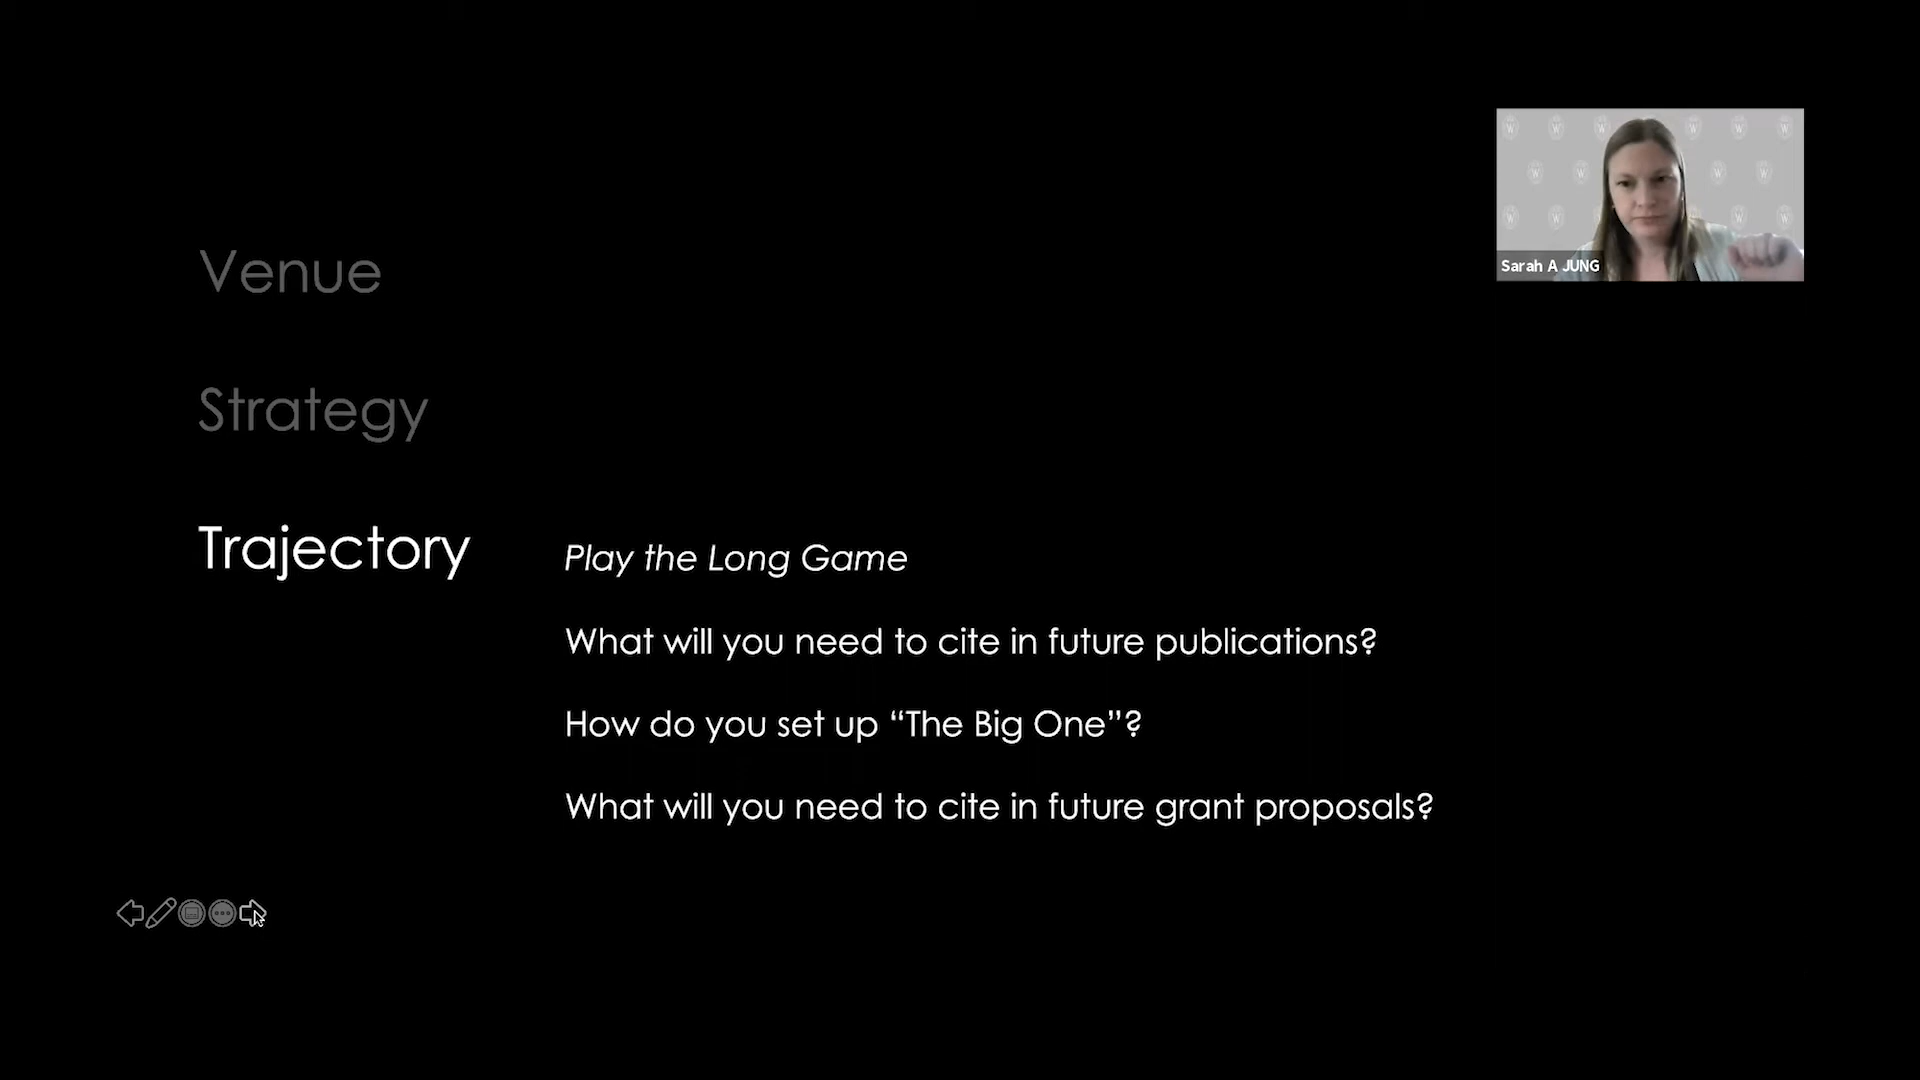 Sarah A JUNG
Venue
Strategy
Trajectory
Play the Long Game
What will you need to cite in future publications?
How do you set up “The Big One”?
What will you need to cite in future grant proposals?